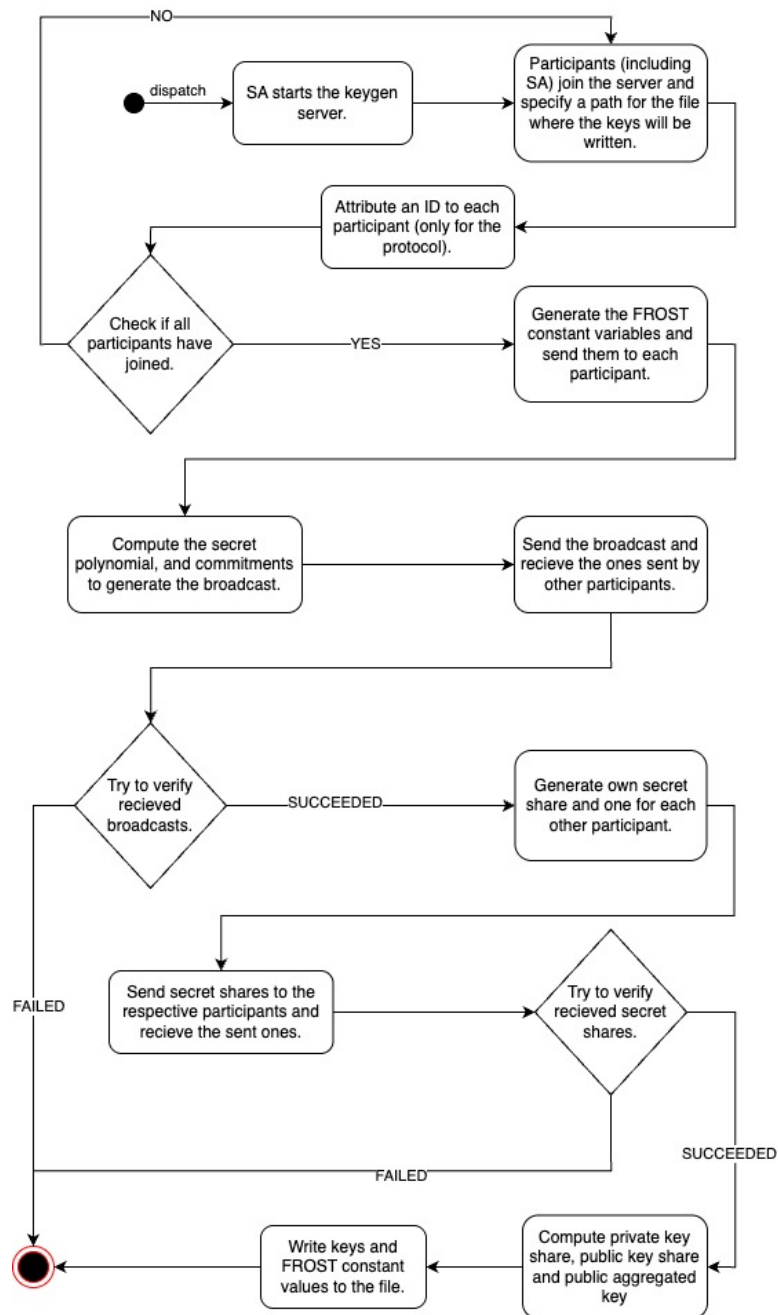 NO
dispatch
SA starts the keygen
server.
Participants (including
SA) join the server and
specify a path for the file
where the keys will be
written.
Attribute an ID to each
participant (only for the
protocol).
Check if all
participants have
joined.
YES
Generate the FROST
constant variables and
send them to each
participant.
Compute the secret
polynomial, and commitments
to generate the broadcast.
Send the broadcast and
recieve the ones sent by
other participants.
Try to verify
recieved
broadcasts.
SUCCEEDED
Generate own secret
share and one for each
other participant.
FAILED
Send secret shares to the
respective participants and
recieve the sent ones.
Try to verify
recieved secret
shares.
FAILED
SUCCEEDED
Compute private key
share, public key share
and public aggregated
key
Write keys and
FROST constant
values to the file.